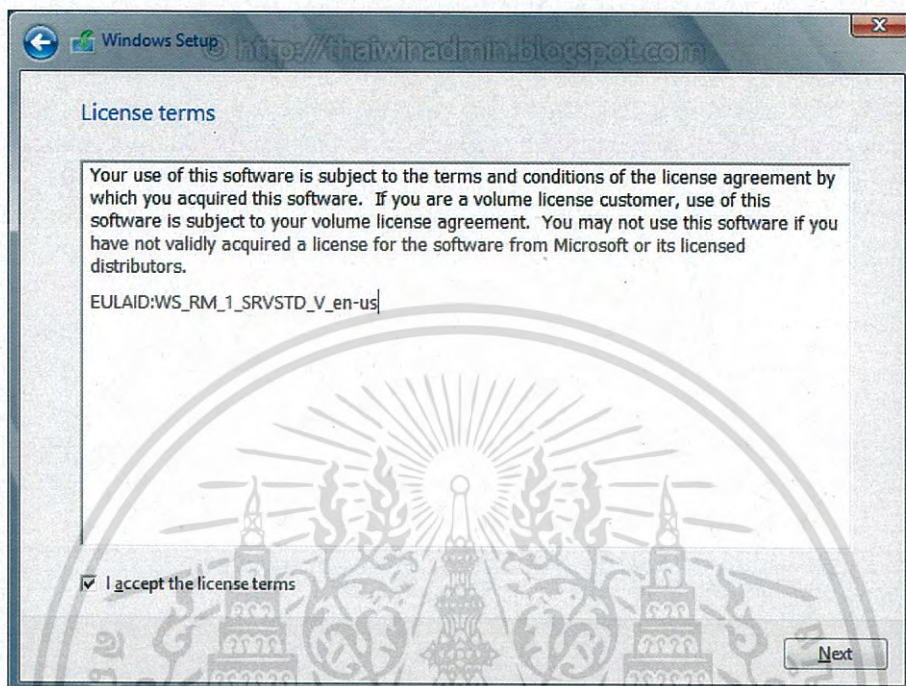 Windows Setup
© http://thaiwinadmin.blogspot.com
License terms
Your use of this software is subject to the terms and conditions of the license agreement by
which you acquired this software. If you are a volume license customer, use of this
software is subject to your volume license agreement. You may not use this software if you
have not validly acquired a license for the software from Microsoft or its licensed
distributors.
EULAID:WS_RM_1_SRVSTD_V_en-us
I accept the license terms
Next